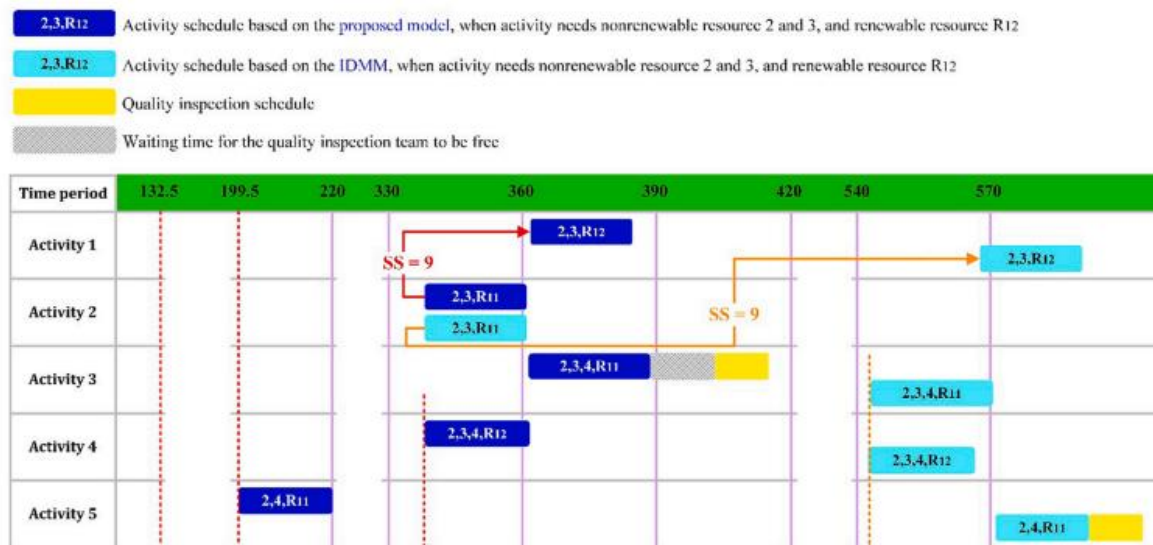 2,3,R12 Activity schedule based on the proposed model, when activity needs nonrenewable resource 2 and 3, and renewable resource R12
2,3,R12 Activity schedule based on the IDMM, when activity needs nonrenewable resource 2 and 3, and renewable resource R12
Quality inspection schedule
Waiting time for the quality inspection team to be free
Time period 132.5 199.5 220 330 360 390 420 540 570
Activity 1 2,3,R12
SS = 9 2,3,R12
Activity 2 2,3,R11
2,3,R11 SS = 9
Activity 3 2,3,4,R11
2,3,4,R11
Activity 4 2,3,4,R12
2,3,4,R12
Activity 5 2,4,R11
2,4,R11